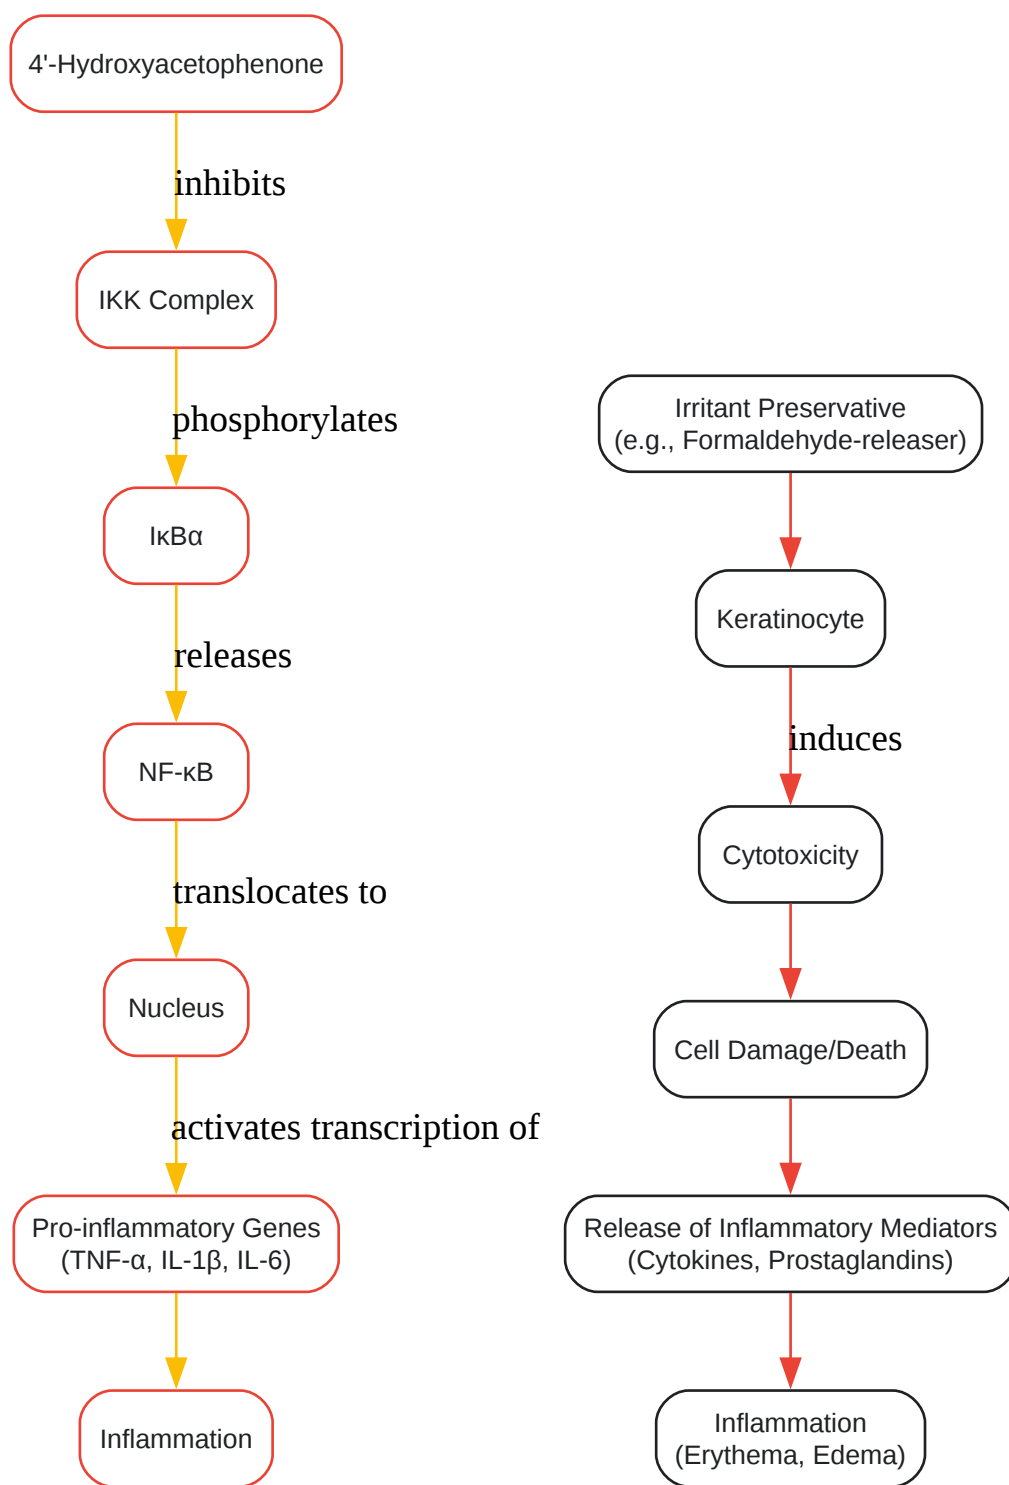 4'-Hydroxyacetophenone
inhibits
IKK Complex
phosphorylates
IκBα
releases
NF-κB
translocates to
Nucleus
activates transcription of
Pro-inflammatory Genes
(TNF-α, IL-1β, IL-6)
Inflammation
Irritant Preservative
(e.g., Formaldehyde-releaser)
Keratinocyte
induces
Cytotoxicity
Cell Damage/Death
Release of Inflammatory Mediators
(Cytokines, Prostaglandins)
Inflammation
(Erythema, Edema)